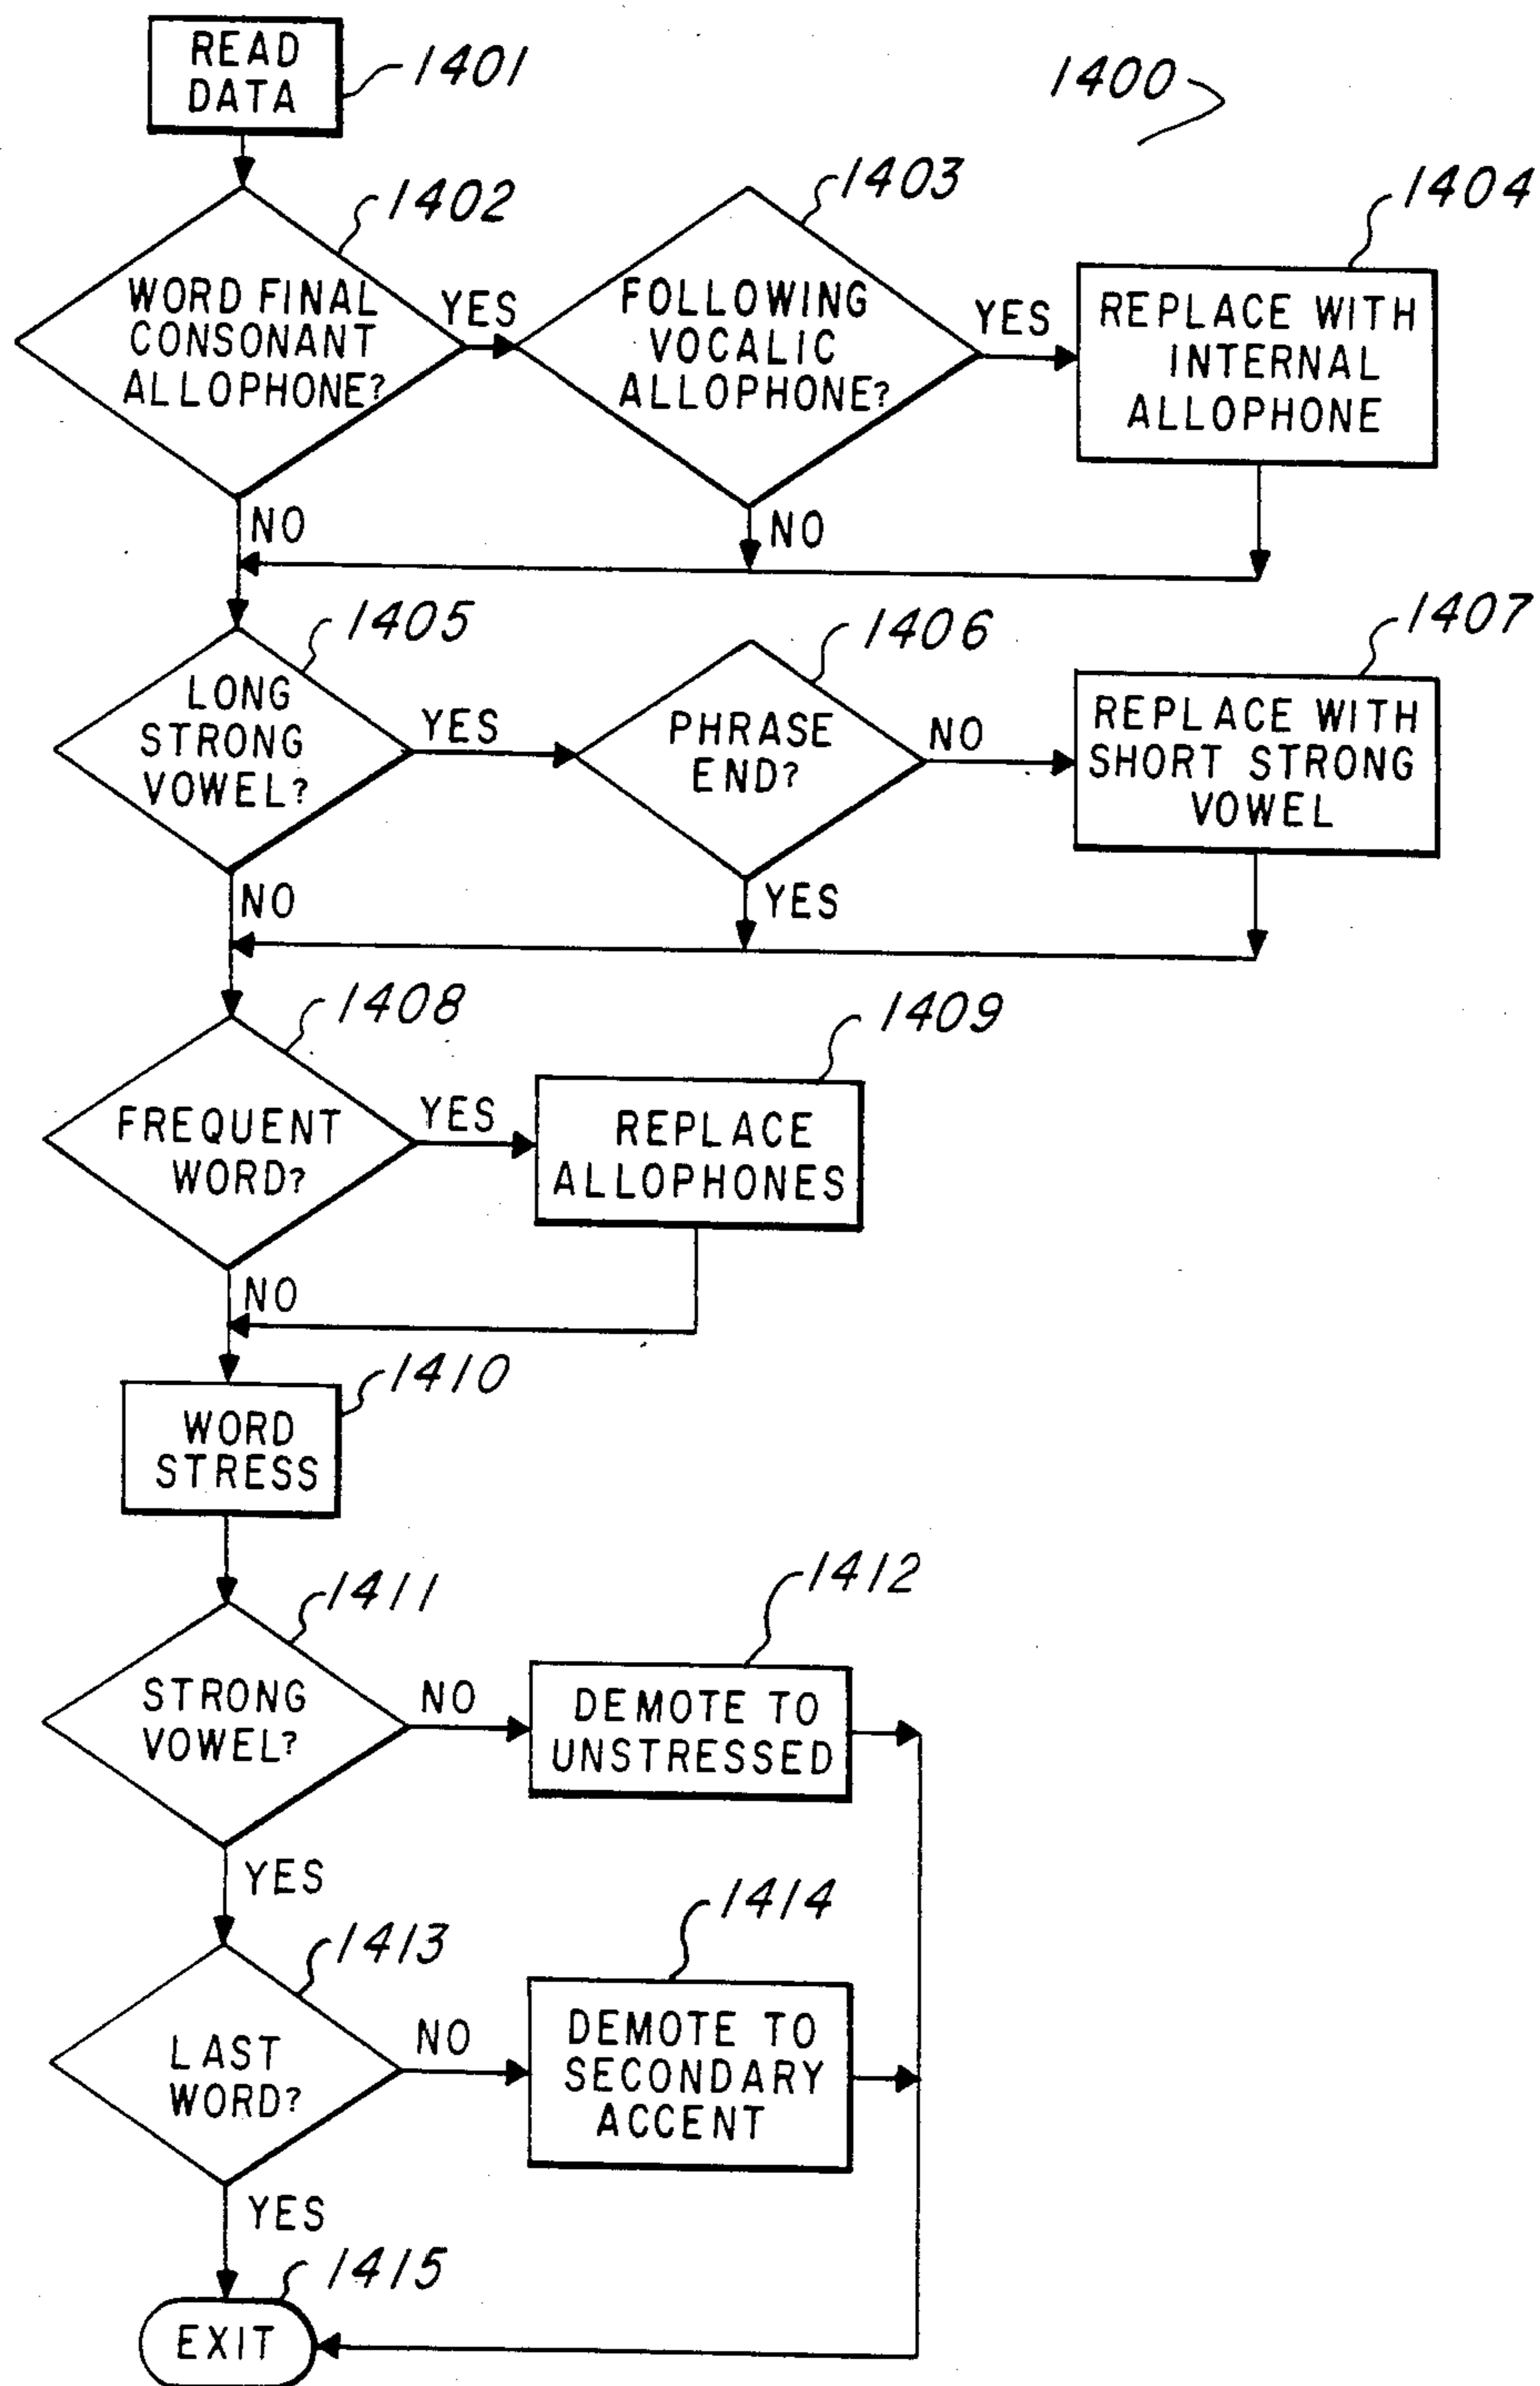 READ
DATA
1401
1400
1402
1403
1404
WORD FINAL
CONSONANT
ALLOPHONE?
YES
FOLLOWING
VOCALIC
ALLOPHONE?
YES
REPLACE WITH
INTERNAL
ALLOPHONE
NO
NO
1405
1406
1407
LONG
STRONG
VOWEL?
YES
PHRASE
END?
NO
REPLACE WITH
SHORT STRONG
VOWEL
NO
YES
1408
1409
FREQUENT
WORD?
YES
REPLACE
ALLOPHONES
NO
1410
WORD
STRESS
1411
1412
STRONG
VOWEL?
NO
DEMOTE TO
UNSTRESSED
YES
1413
1414
LAST
WORD?
NO
DEMOTE TO
SECONDARY
ACCENT
YES
1415
EXIT